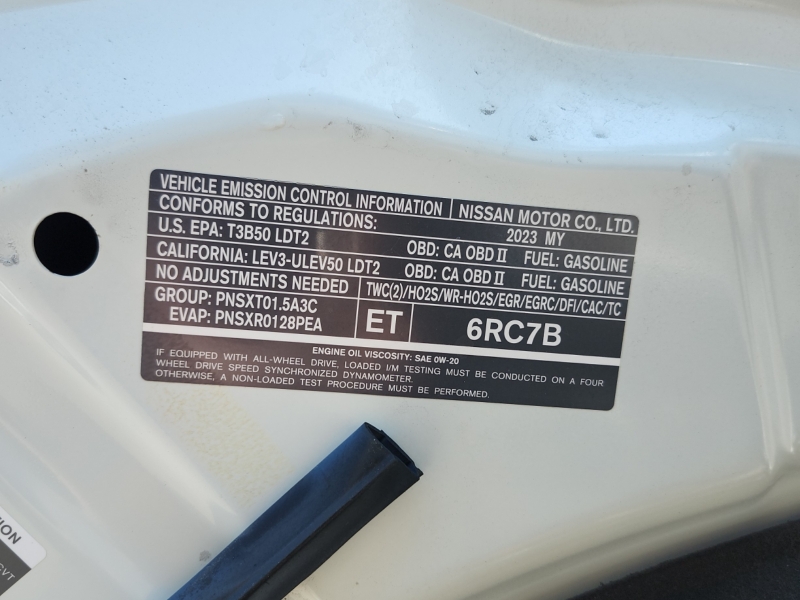 VEHICLE EMISSION CONTROL INFORMATION NISSAN MOTOR CO., LTD.
CONFORMS TO REGULATIONS: 2023 MY
U.S. EPA: T3B50 LDT2 OBD: CA OBD II FUEL: GASOLINE
CALIFORNIA: LEV3-ULEV50 LDT2 OBD: CA OBD II FUEL: GASOLINE
NO ADJUSTMENTS NEEDED TWC(2)/HO2S/WR-HO2S/EGR/EGRC/DFI/CAC/TC
GROUP: PNSXT01.5A3C
EVAP: PNSXR0128PEA ET 6RC7B
ENGINE OIL VISCOSITY: SAE 0W-20
IF EQUIPPED WITH ALL-WHEEL DRIVE, LOADED I/M TESTING MUST BE CONDUCTED ON A FOUR
WHEEL DRIVE SPEED SYNCHRONIZED DYNAMOMETER.
OTHERWISE, A NON-LOADED TEST PROCEDURE MUST BE PERFORMED.
CVT